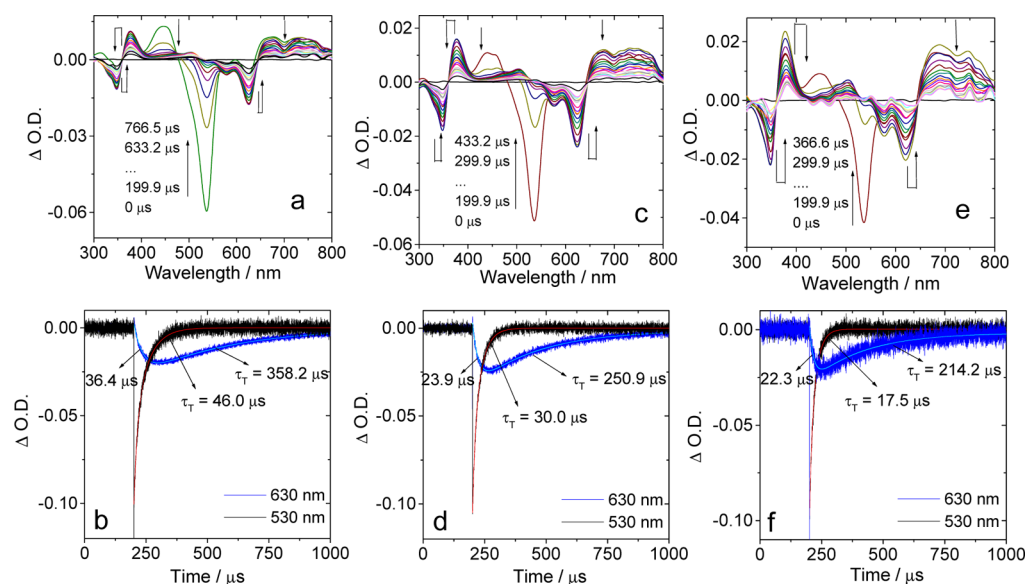 0.00
-0.03
-0.06
Δ O.D.
766.5 μs
633.2 μs
...
199.9 μs
0 μs
a
300 400 500 600 700 800
Wavelength / nm
0.02
0.00
-0.02
-0.04
-0.06
Δ O.D.
433.2 μs
299.9 μs
....
199.9 μs
0 μs
c
300 400 500 600 700 800
Wavelength / nm
0.02
0.00
-0.02
-0.04
Δ O.D.
366.6 μs
299.9 μs
....
199.9 μs
0 μs
e
300 400 500 600 700 800
Wavelength / nm
0.00
-0.05
-0.10
Δ O.D.
36.4 μs
τT = 358.2 μs
τT = 46.0 μs
630 nm
530 nm
b
0 250 500 750 1000
Time / μs
0.00
-0.05
-0.10
Δ O.D.
23.9 μs
τT = 250.9 μs
τT = 30.0 μs
630 nm
530 nm
d
0 250 500 750 1000
Time / μs
0.00
-0.05
-0.10
Δ O.D.
22.3 μs
τT = 214.2 μs
τT = 17.5 μs
630 nm
530 nm
f
0 250 500 750 1000
Time / μs